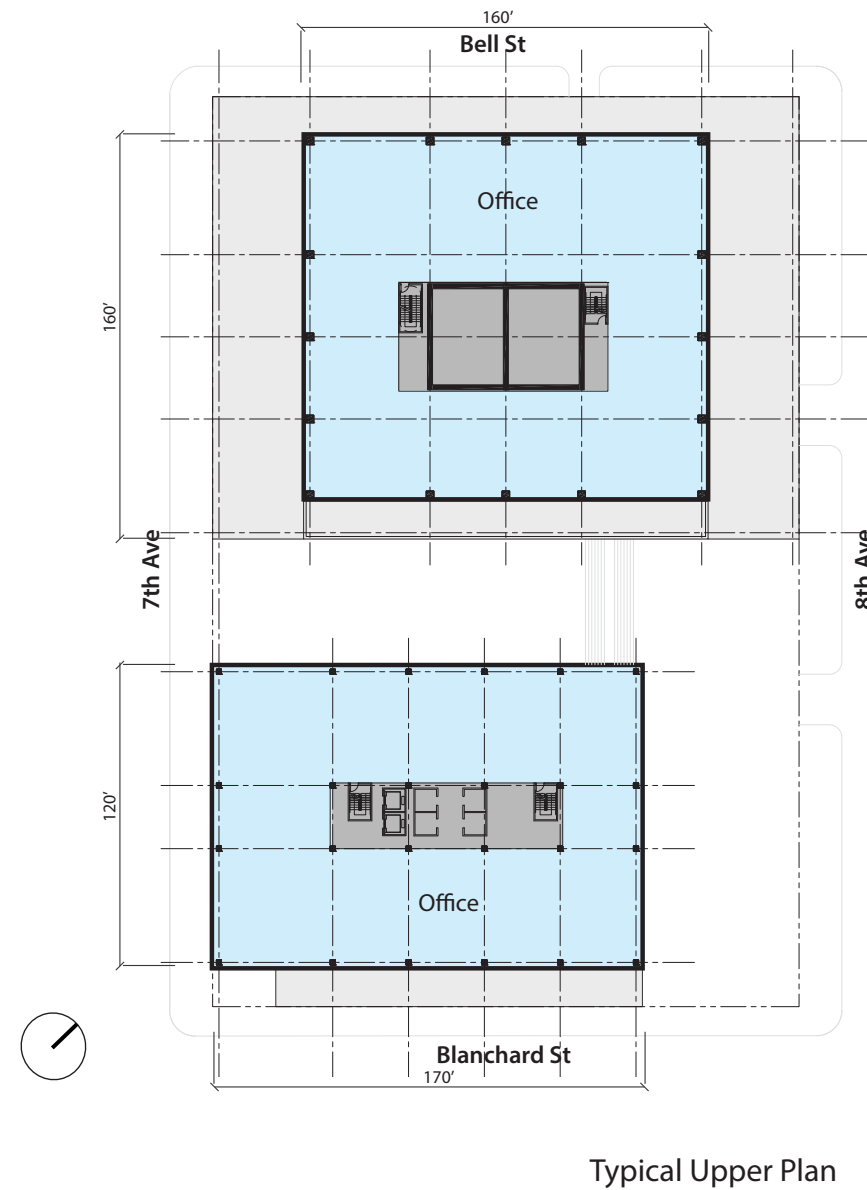 160’
Bell St
Office
160’
7th Ave
8th Ave
120’
Office
Blanchard St
170’
Typical Upper Plan